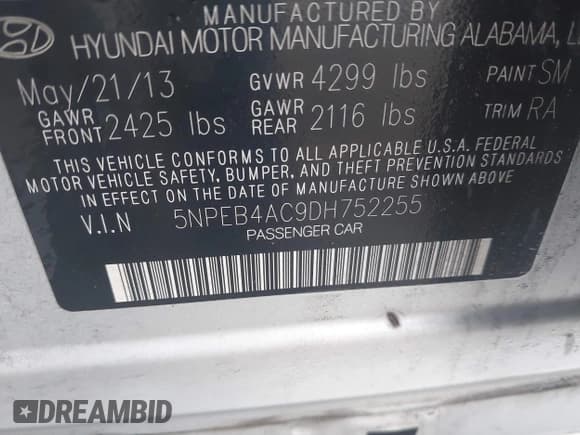 MANUFACTURED BY
HYUNDAI MOTOR MANUFACTURING ALABAMA, L
May/21/13 GVWR 4299 lbs PAINT SM
GAWR FRONT 2425 lbs GAWR REAR 2116 lbs TRIM RA
THIS VEHICLE CONFORMS TO ALL APPLICABLE U.S.A. FEDERAL
MOTOR VEHICLE SAFETY, BUMPER, AND THEFT PREVENTION STANDARDS
IN EFFECT ON THE DATE OF MANUFACTURE SHOWN ABOVE.
V.I.N 5NPEB4AC9DH752255
PASSENGER CAR
DREAMBID